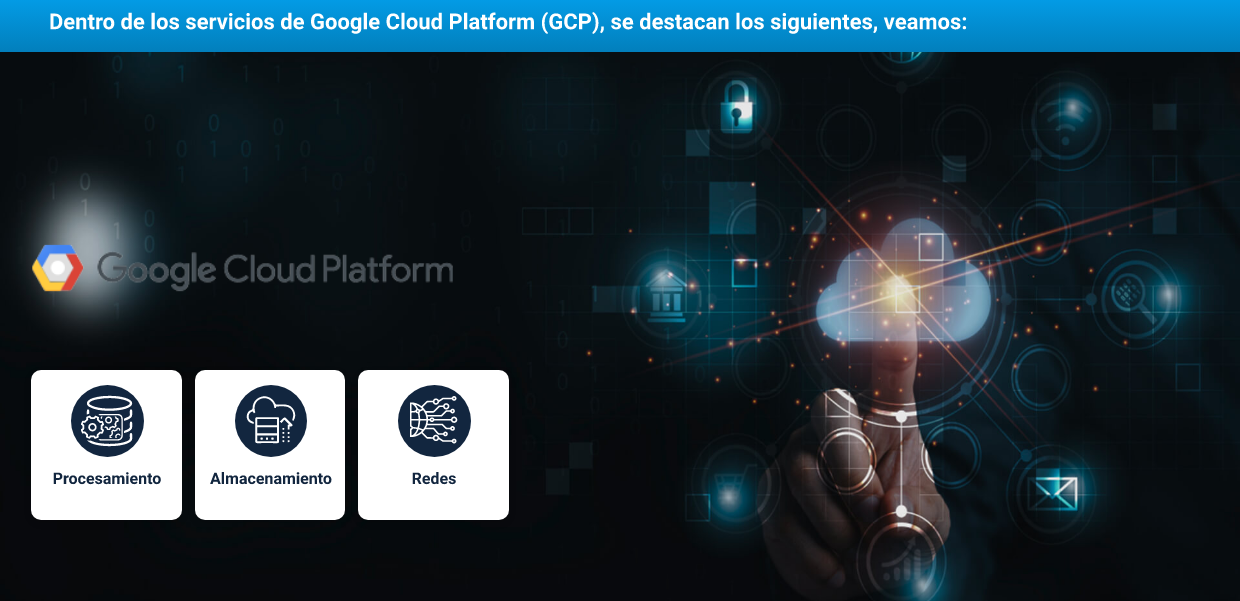 Dentro de los servicios de Google Cloud Platform (GCP), se destacan los siguientes, veamos:
Google Cloud Platform
Procesamiento
Almacenamiento
Redes